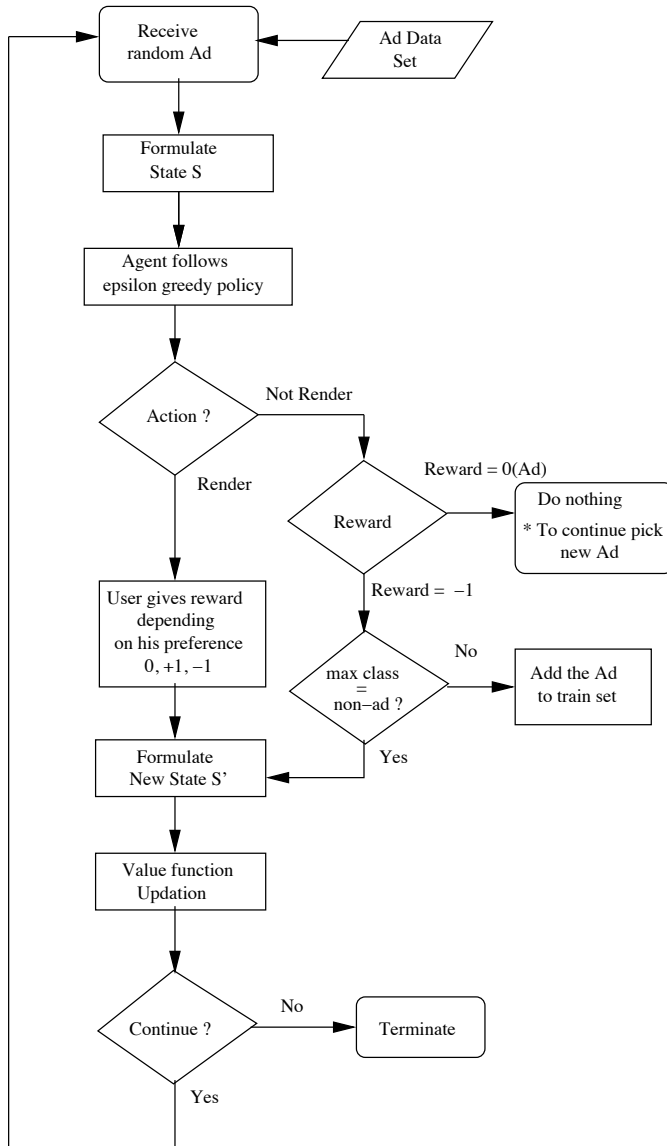 Receive
random Ad
Ad Data
Set
Formulate
State S
Agent follows
epsilon greedy policy
Action ?
Not Render
Render
Reward
Reward = 0(Ad)
Do nothing
* To continue pick
new Ad
Reward = −1
User gives reward
depending
on his preference
0, +1, −1
max class
=
non−ad ?
No
Add the Ad
to train set
Yes
Formulate
New State S’
Value function
Updation
Continue ?
No
Terminate
Yes